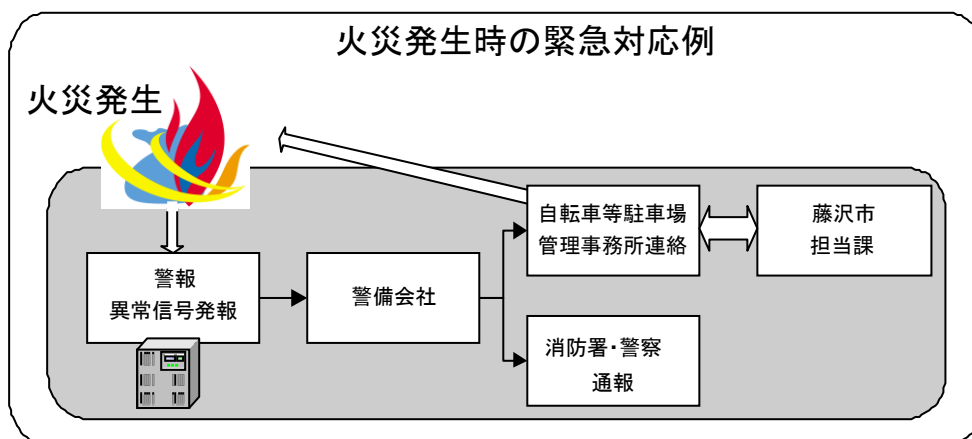 火災発生時の緊急対応例
火災発生
警報
異常信号発報
警備会社
自転車等駐車場
管理事務所連絡
藤沢市
担当課
消防署・警察
通報